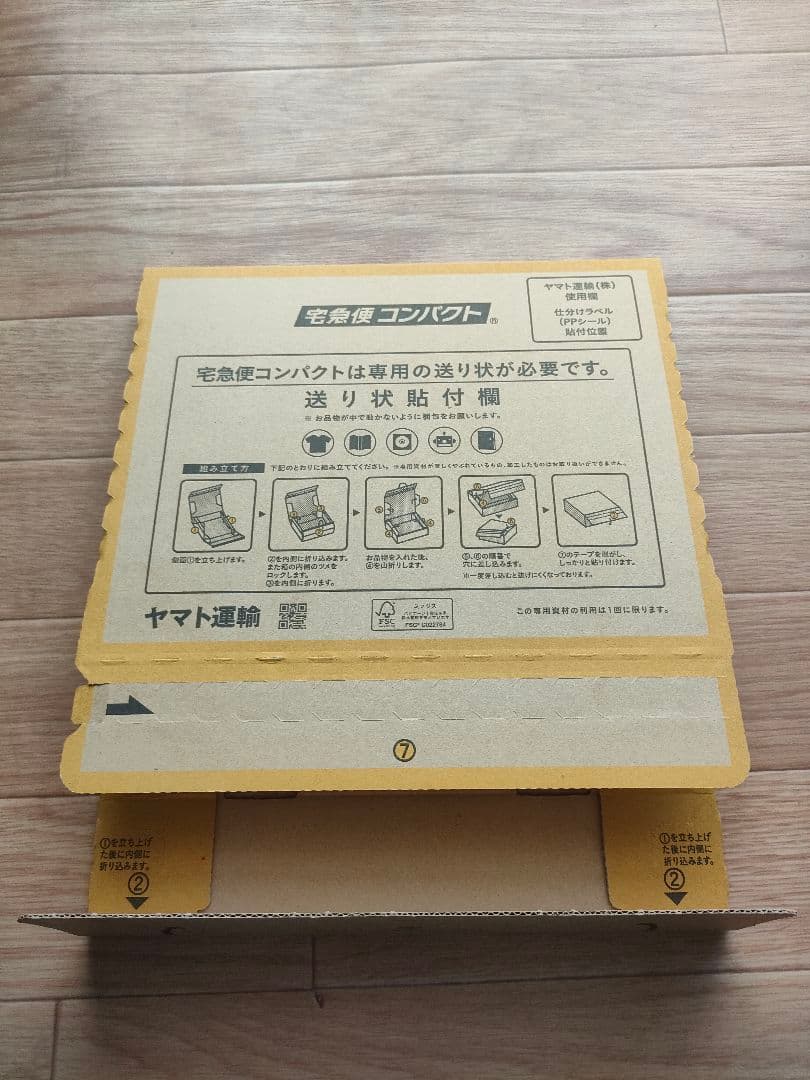 宅急便コンパクト®
ヤマト運輸(株)
使用欄
仕分けラベル
(PPシール)
貼付位置
宅急便コンパクトは専用の送り状が必要です。
送り状貼付欄
※お品物が中で動かないように梱包をお願いします。
組み立て方
下記のとおりに組み立ててください。
側面①を立ち上げます。
②を内側に折り込みます。
また箱の内側のツメを
ロックします。
③を内側に折ります。
お品物を入れた後、
④を山折りします。
⑤、⑥の順番で
穴に差し込みます。
※一度差し込むと抜けにくくなっております。
⑦のテープを剥がし、
しっかりと貼り付けます。
ヤマト運輸
FSC
ミックス
FSC® C022784
この専用資材の利用は1回に限ります。
⑦
①を立ち上げ
た後に内側に
折り込みます。
②
①を立ち上げ
た後に内側に
折り込みます。
②